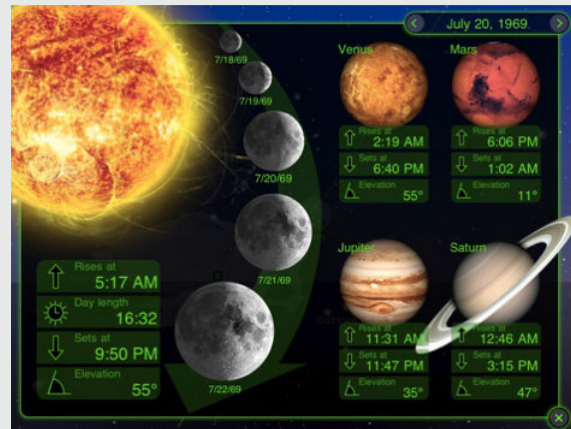 July 20, 1969
7/18/69
7/19/69
7/20/69
7/21/69
7/22/69
Rises at
5:17 AM
Day length
16:32
Sets at
9:50 PM
Elevation
55°
Venus
Rises at
2:19 AM
Sets at
6:40 PM
Elevation
55°
Mars
Rises at
6:06 PM
Sets at
1:02 AM
Elevation
11°
Jupiter
Rises at
11:31 AM
Sets at
11:47 PM
Elevation
35°
Saturn
Rises at
12:46 AM
Sets at
3:15 PM
Elevation
47°